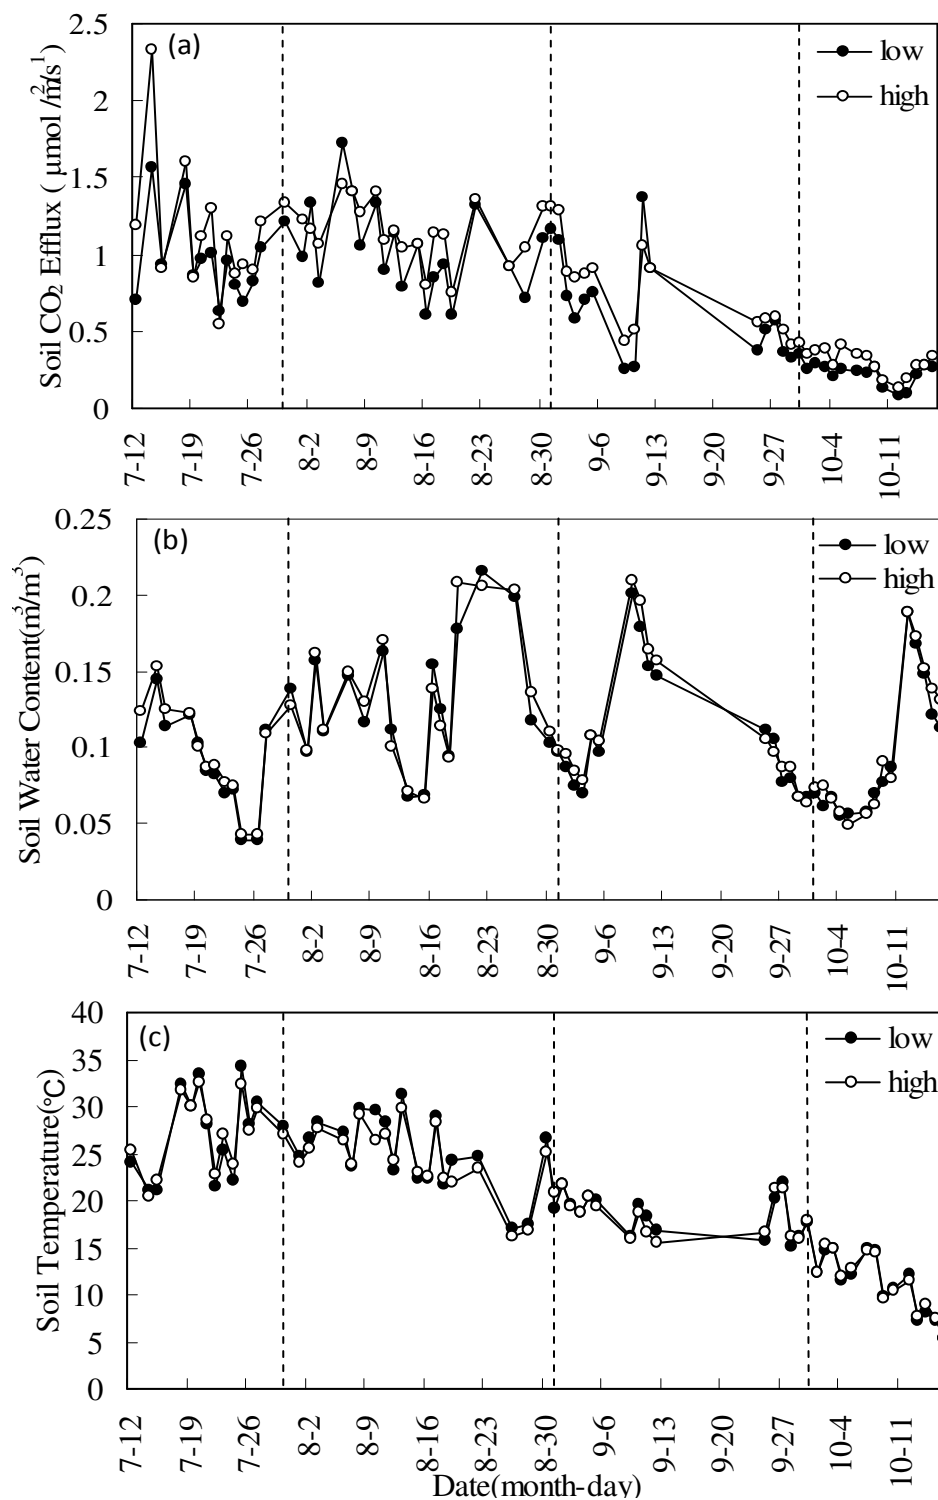 (a)
low
high
Soil CO₂ Efflux ( μmol /m²/s¹)
2.5
2
1.5
1
0.5
0
7-12 7-19 7-26 8-2 8-9 8-16 8-23 8-30 9-6 9-13 9-20 9-27 10-4 10-11
(b)
low
high
Soil Water Content(m³/m³)
0.25
0.2
0.15
0.1
0.05
0
7-12 7-19 7-26 8-2 8-9 8-16 8-23 8-30 9-6 9-13 9-20 9-27 10-4 10-11
(c)
low
high
Soil Temperature(℃)
40
35
30
25
20
15
10
5
0
7-12 7-19 7-26 8-2 8-9 8-16 8-23 8-30 9-6 9-13 9-20 9-27 10-4 10-11
Date(month-day)